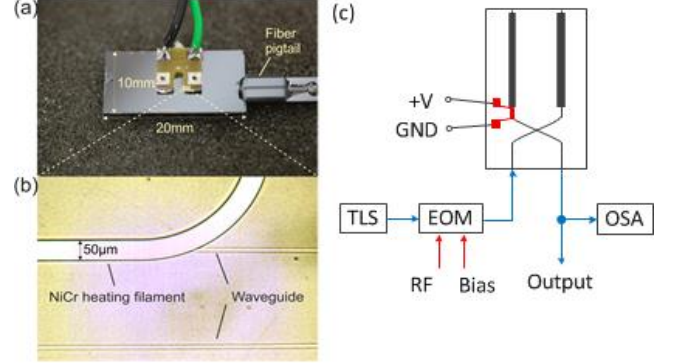 (a)
Fiber
pigtail
10mm
20mm
(b)
50µm
NiCr heating filament
Waveguide
(c)
+V
GND
TLS
EOM
OSA
RF
Bias
Output